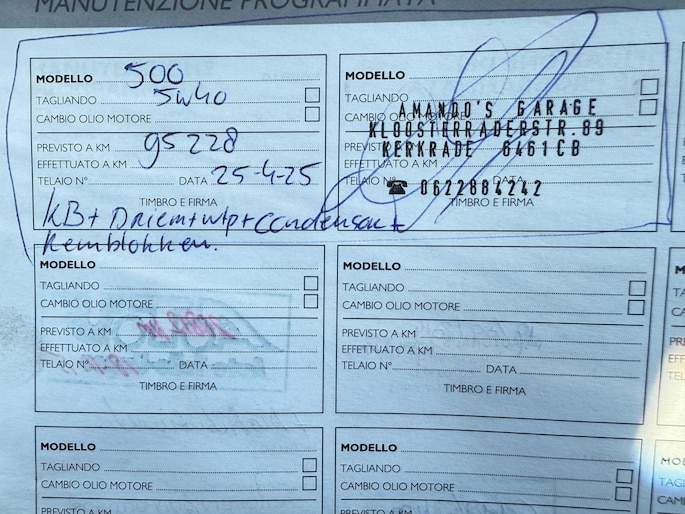 MANUTENZIONE PROGRAMMATA
MODELLO 500
TAGLIANDO
5W40
CAMBIO OLIO MOTORE
PREVISTO A KM 95228
EFFETTUATO A KM
TELAIO N° DATA 25-4-25
TIMBRO E FIRMA
KB+ Driem+wp+condensor+
Remblokken.
MODELLO
TAGLIANDO
CAMBIO OLIO MOTORE
AMANDO'S GARAGE
KLOOSTERRADERSTR.89
PREVISTO A KM
KERKRADE 6461CB
EFFETTUATO A KM
TELAIO N° DATA
☎ 0622884242
TIMBRO E FIRMA
MODELLO
TAGLIANDO
CAMBIO OLIO MOTORE
PREVISTO A KM
EFFETTUATO A KM
TELAIO N° DATA
TIMBRO E FIRMA
MODELLO
TAGLIANDO
CAMBIO OLIO MOTORE
PREVISTO A KM
EFFETTUATO A KM
TELAIO N° DATA
TIMBRO E FIRMA
MODELLO
TAGLIANDO
CAMBIO OLIO MOTORE
PREVISTO A KM
MODELLO
TAGLIANDO
CAMBIO OLIO MOTORE